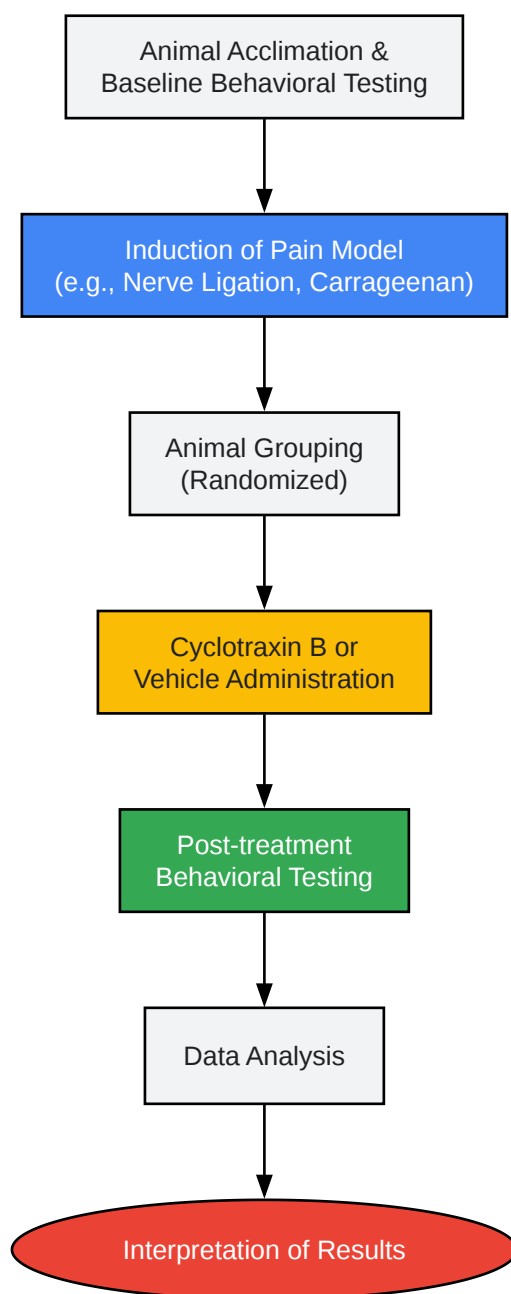 Animal Acclimation &
Baseline Behavioral Testing
Induction of Pain Model
(e.g., Nerve Ligation, Carrageenan)
Animal Grouping
(Randomized)
Cyclotraxin B or
Vehicle Administration
Post-treatment
Behavioral Testing
Data Analysis
Interpretation of Results